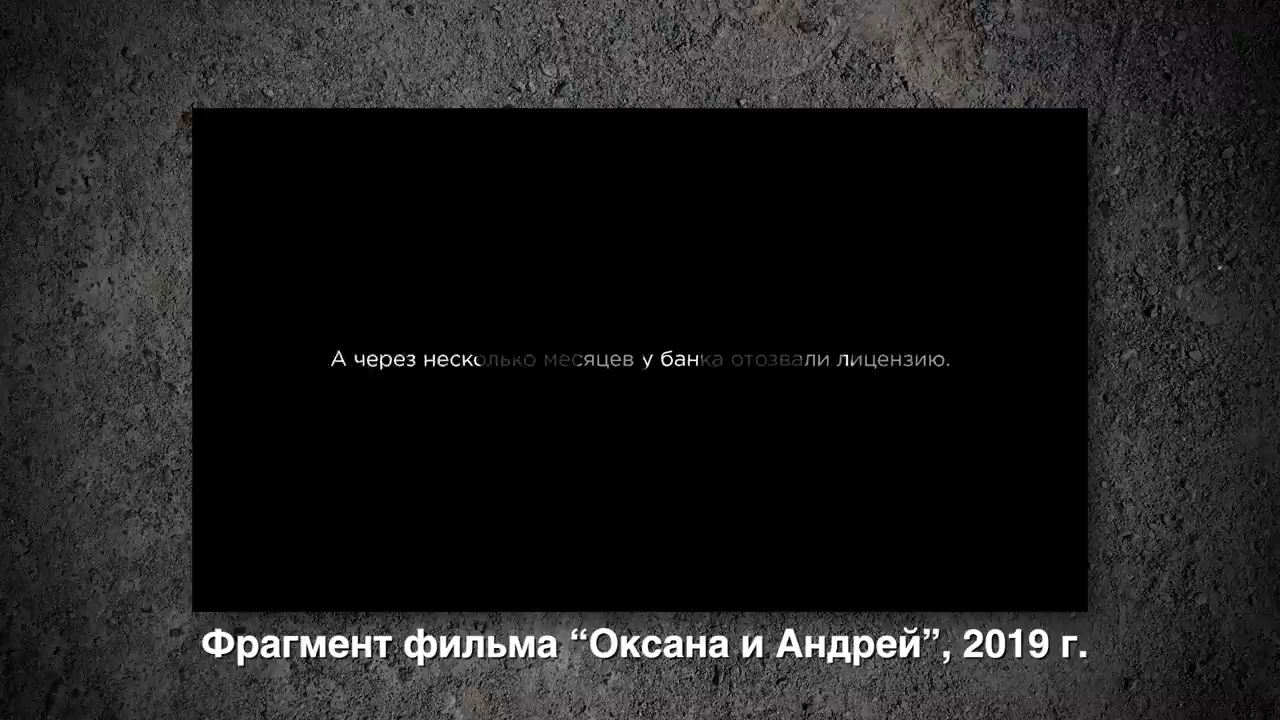 А через несколько месяцев у банка отозвали лицензию.
Фрагмент фильма “Оксана и Андрей”, 2019 г.